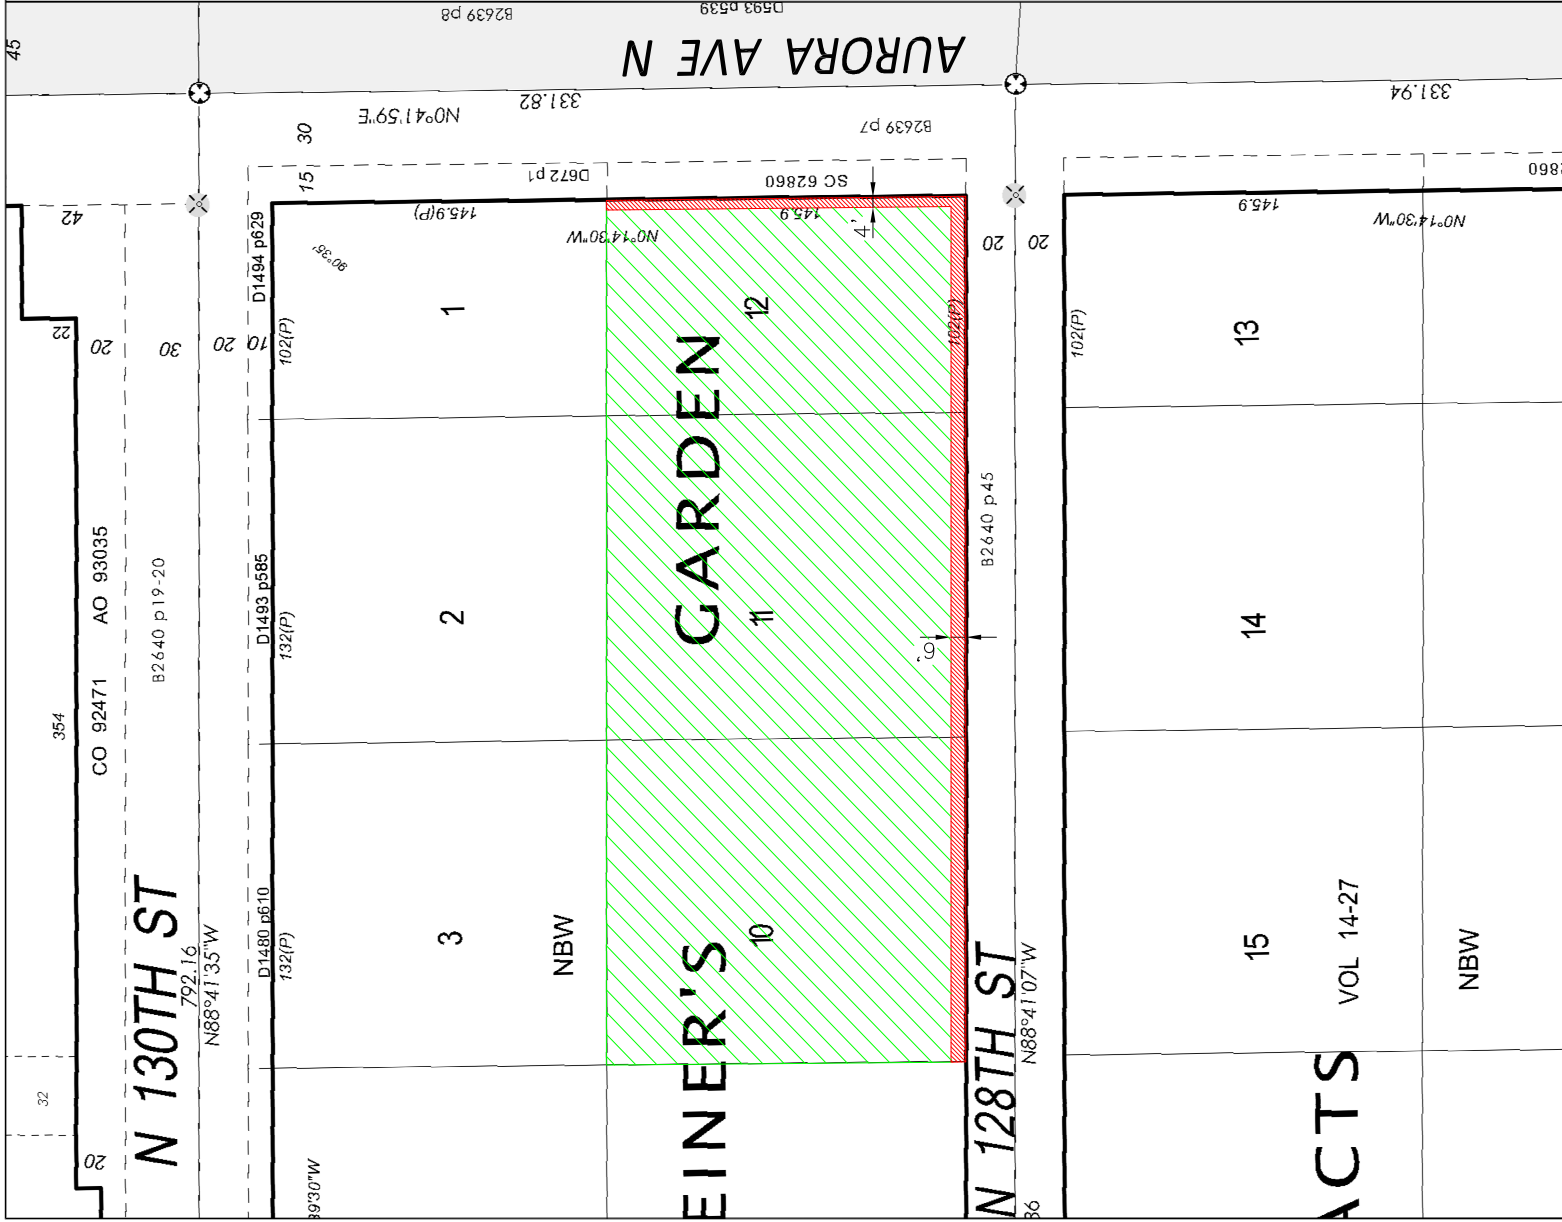 45
B2639 p8
D593 p539
AURORA AVE N
331.82
N0°41'59"E
331.94
B2639 p7
30
15
D672 p1
SC 62860
42
145.9(P)
145.9
4'
145.9
N0°14'30"W
N0°14'30"W
90°35'
D1494 p629
20
20
22
20
30
20
10
102(P)
1
12
102(P)
102(P)
13
GARDEN
CO 92471 AO 93035
B2640 p19-20
D1493 p585
132(P)
2
11
B2640 p45
6'
14
354
N 130TH ST
792.16
N88°41'35"W
D1480 p610
132(P)
3
NBW
10
EINER'S
N 128TH ST
N88°41'07"W
15
VOL 14-27
NBW
ACTS
32
20
39'30"W
36